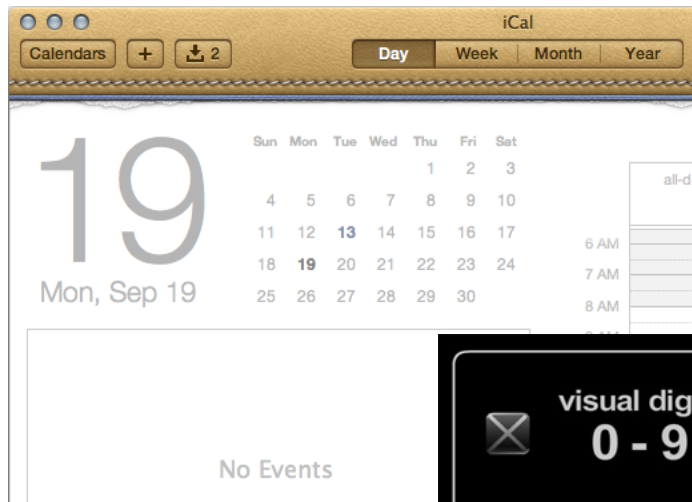 iCal
Calendars + 2 Day Week Month Year
19
Mon, Sep 19
Sun Mon Tue Wed Thu Fri Sat
1 2 3
4 5 6 7 8 9 10
11 12 13 14 15 16 17
18 19 20 21 22 23 24
25 26 27 28 29 30
all-d
6 AM
7 AM
8 AM
No Events
visual dig
0 - 9